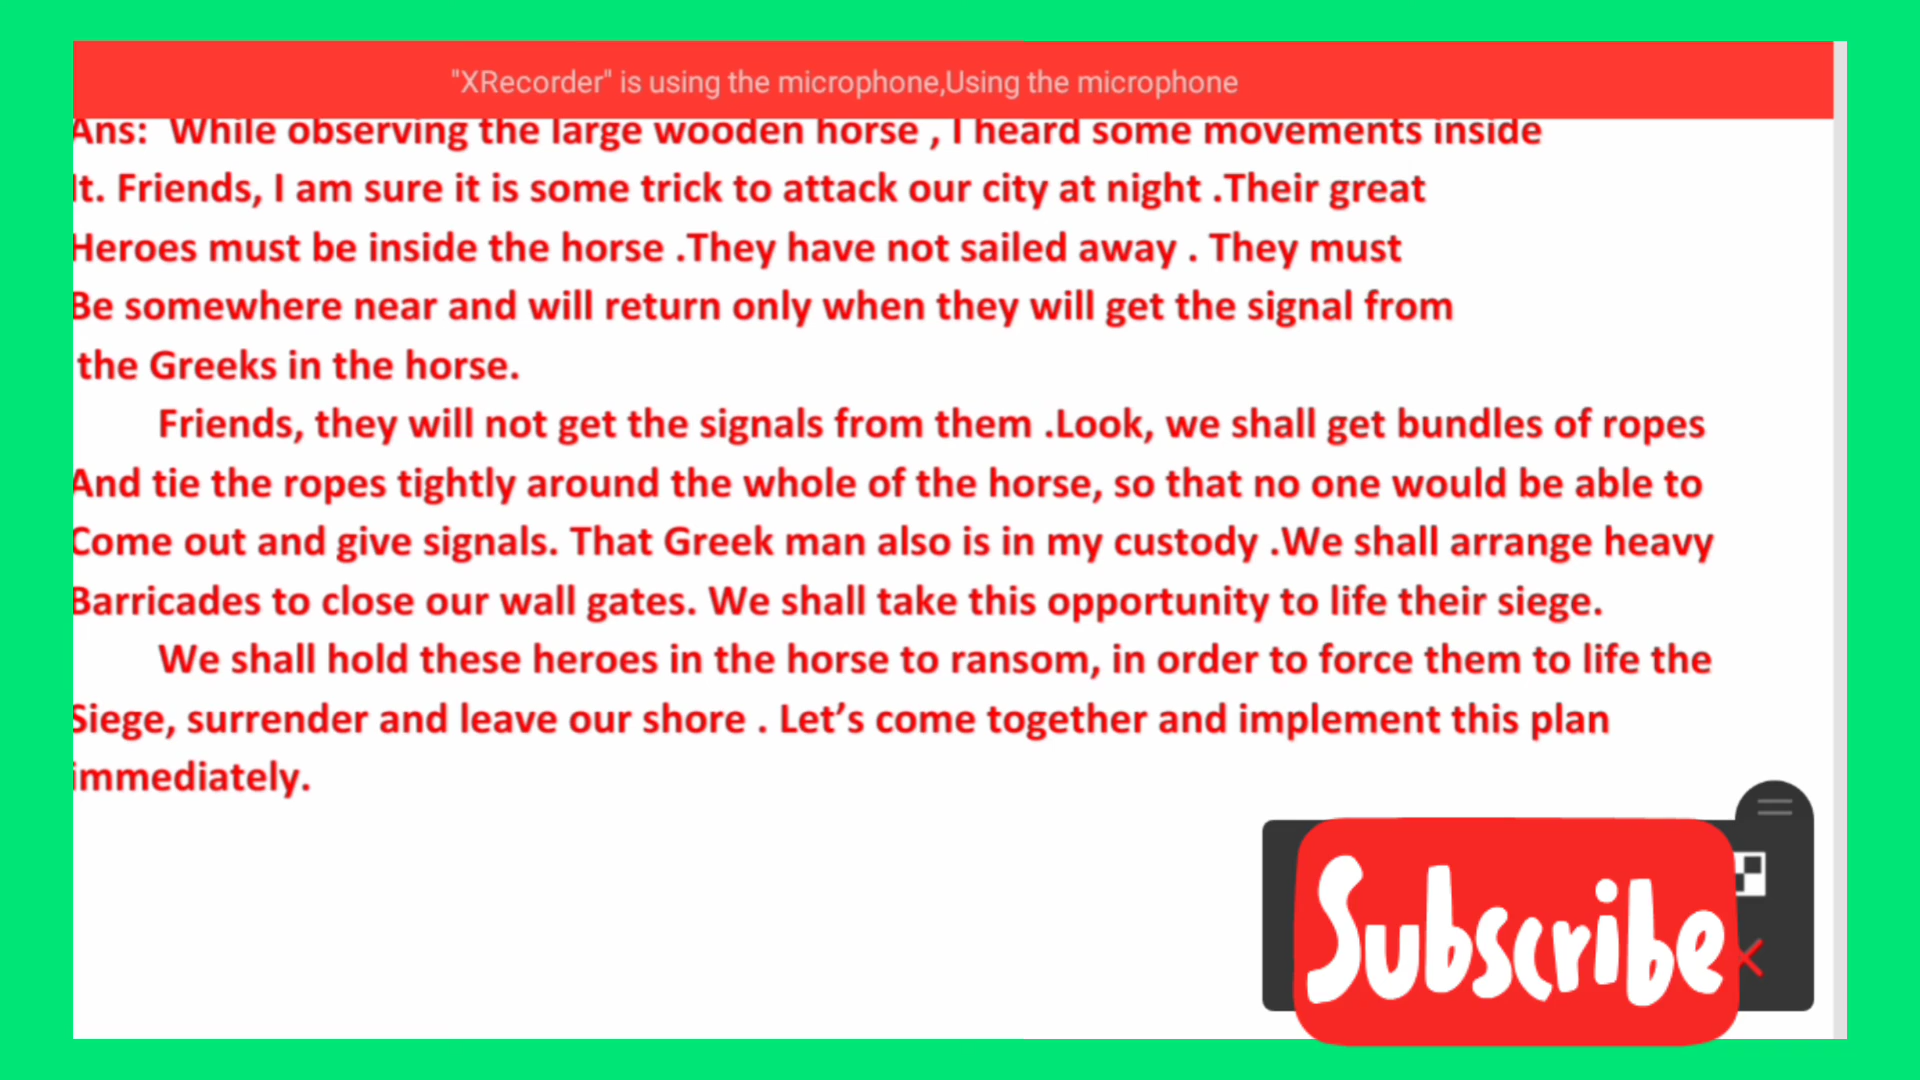 "XRecorder" is using the microphone,Using the microphone
Ans: While observing the large wooden horse , I heard some movements inside
It. Friends, I am sure it is some trick to attack our city at night .Their great
Heroes must be inside the horse .They have not sailed away . They must
Be somewhere near and will return only when they will get the signal from
the Greeks in the horse.
Friends, they will not get the signals from them .Look, we shall get bundles of ropes
And tie the ropes tightly around the whole of the horse, so that no one would be able to
Come out and give signals. That Greek man also is in my custody .We shall arrange heavy
Barricades to close our wall gates. We shall take this opportunity to life their siege.
We shall hold these heroes in the horse to ransom, in order to force them to life the
Siege, surrender and leave our shore . Let’s come together and implement this plan
immediately.
Subscribe